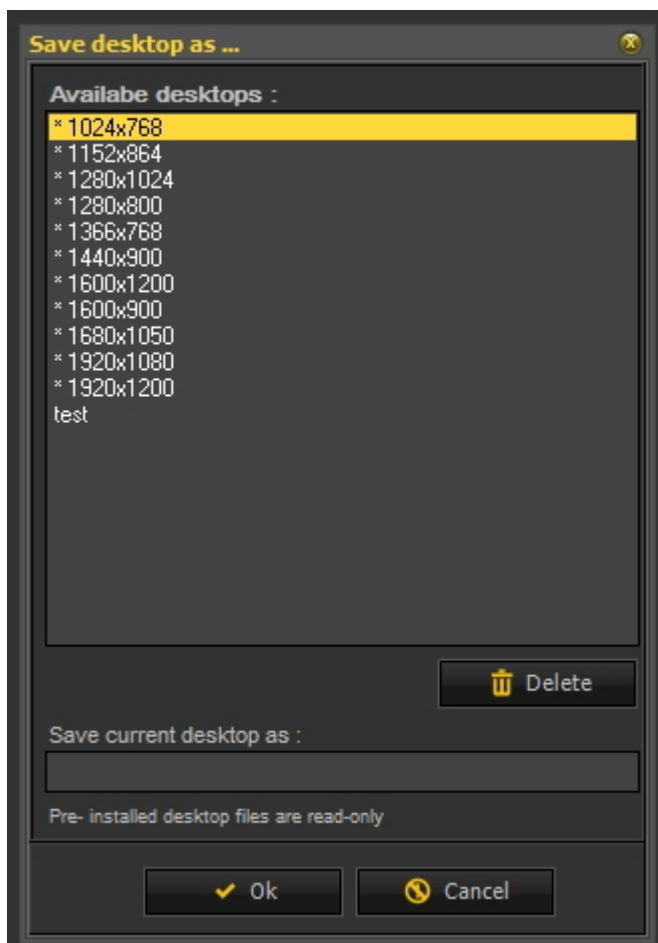 Save desktop as ...
Availabe desktops :
* 1024x768
* 1152x864
* 1280x1024
* 1280x800
* 1366x768
* 1440x900
* 1600x1200
* 1600x900
* 1680x1050
* 1920x1080
* 1920x1200
test
Delete
Save current desktop as :
Pre- installed desktop files are read-only
Ok Cancel